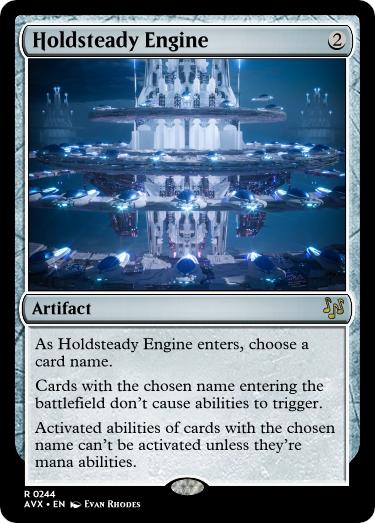 Holdsteady Engine 2
Artifact
As Holdsteady Engine enters, choose a
card name.
Cards with the chosen name entering the
battlefield don't cause abilities to trigger.
Activated abilities of cards with the chosen
name can't be activated unless they're
mana abilities.
R 0244
AVX • EN Evan Rhodes